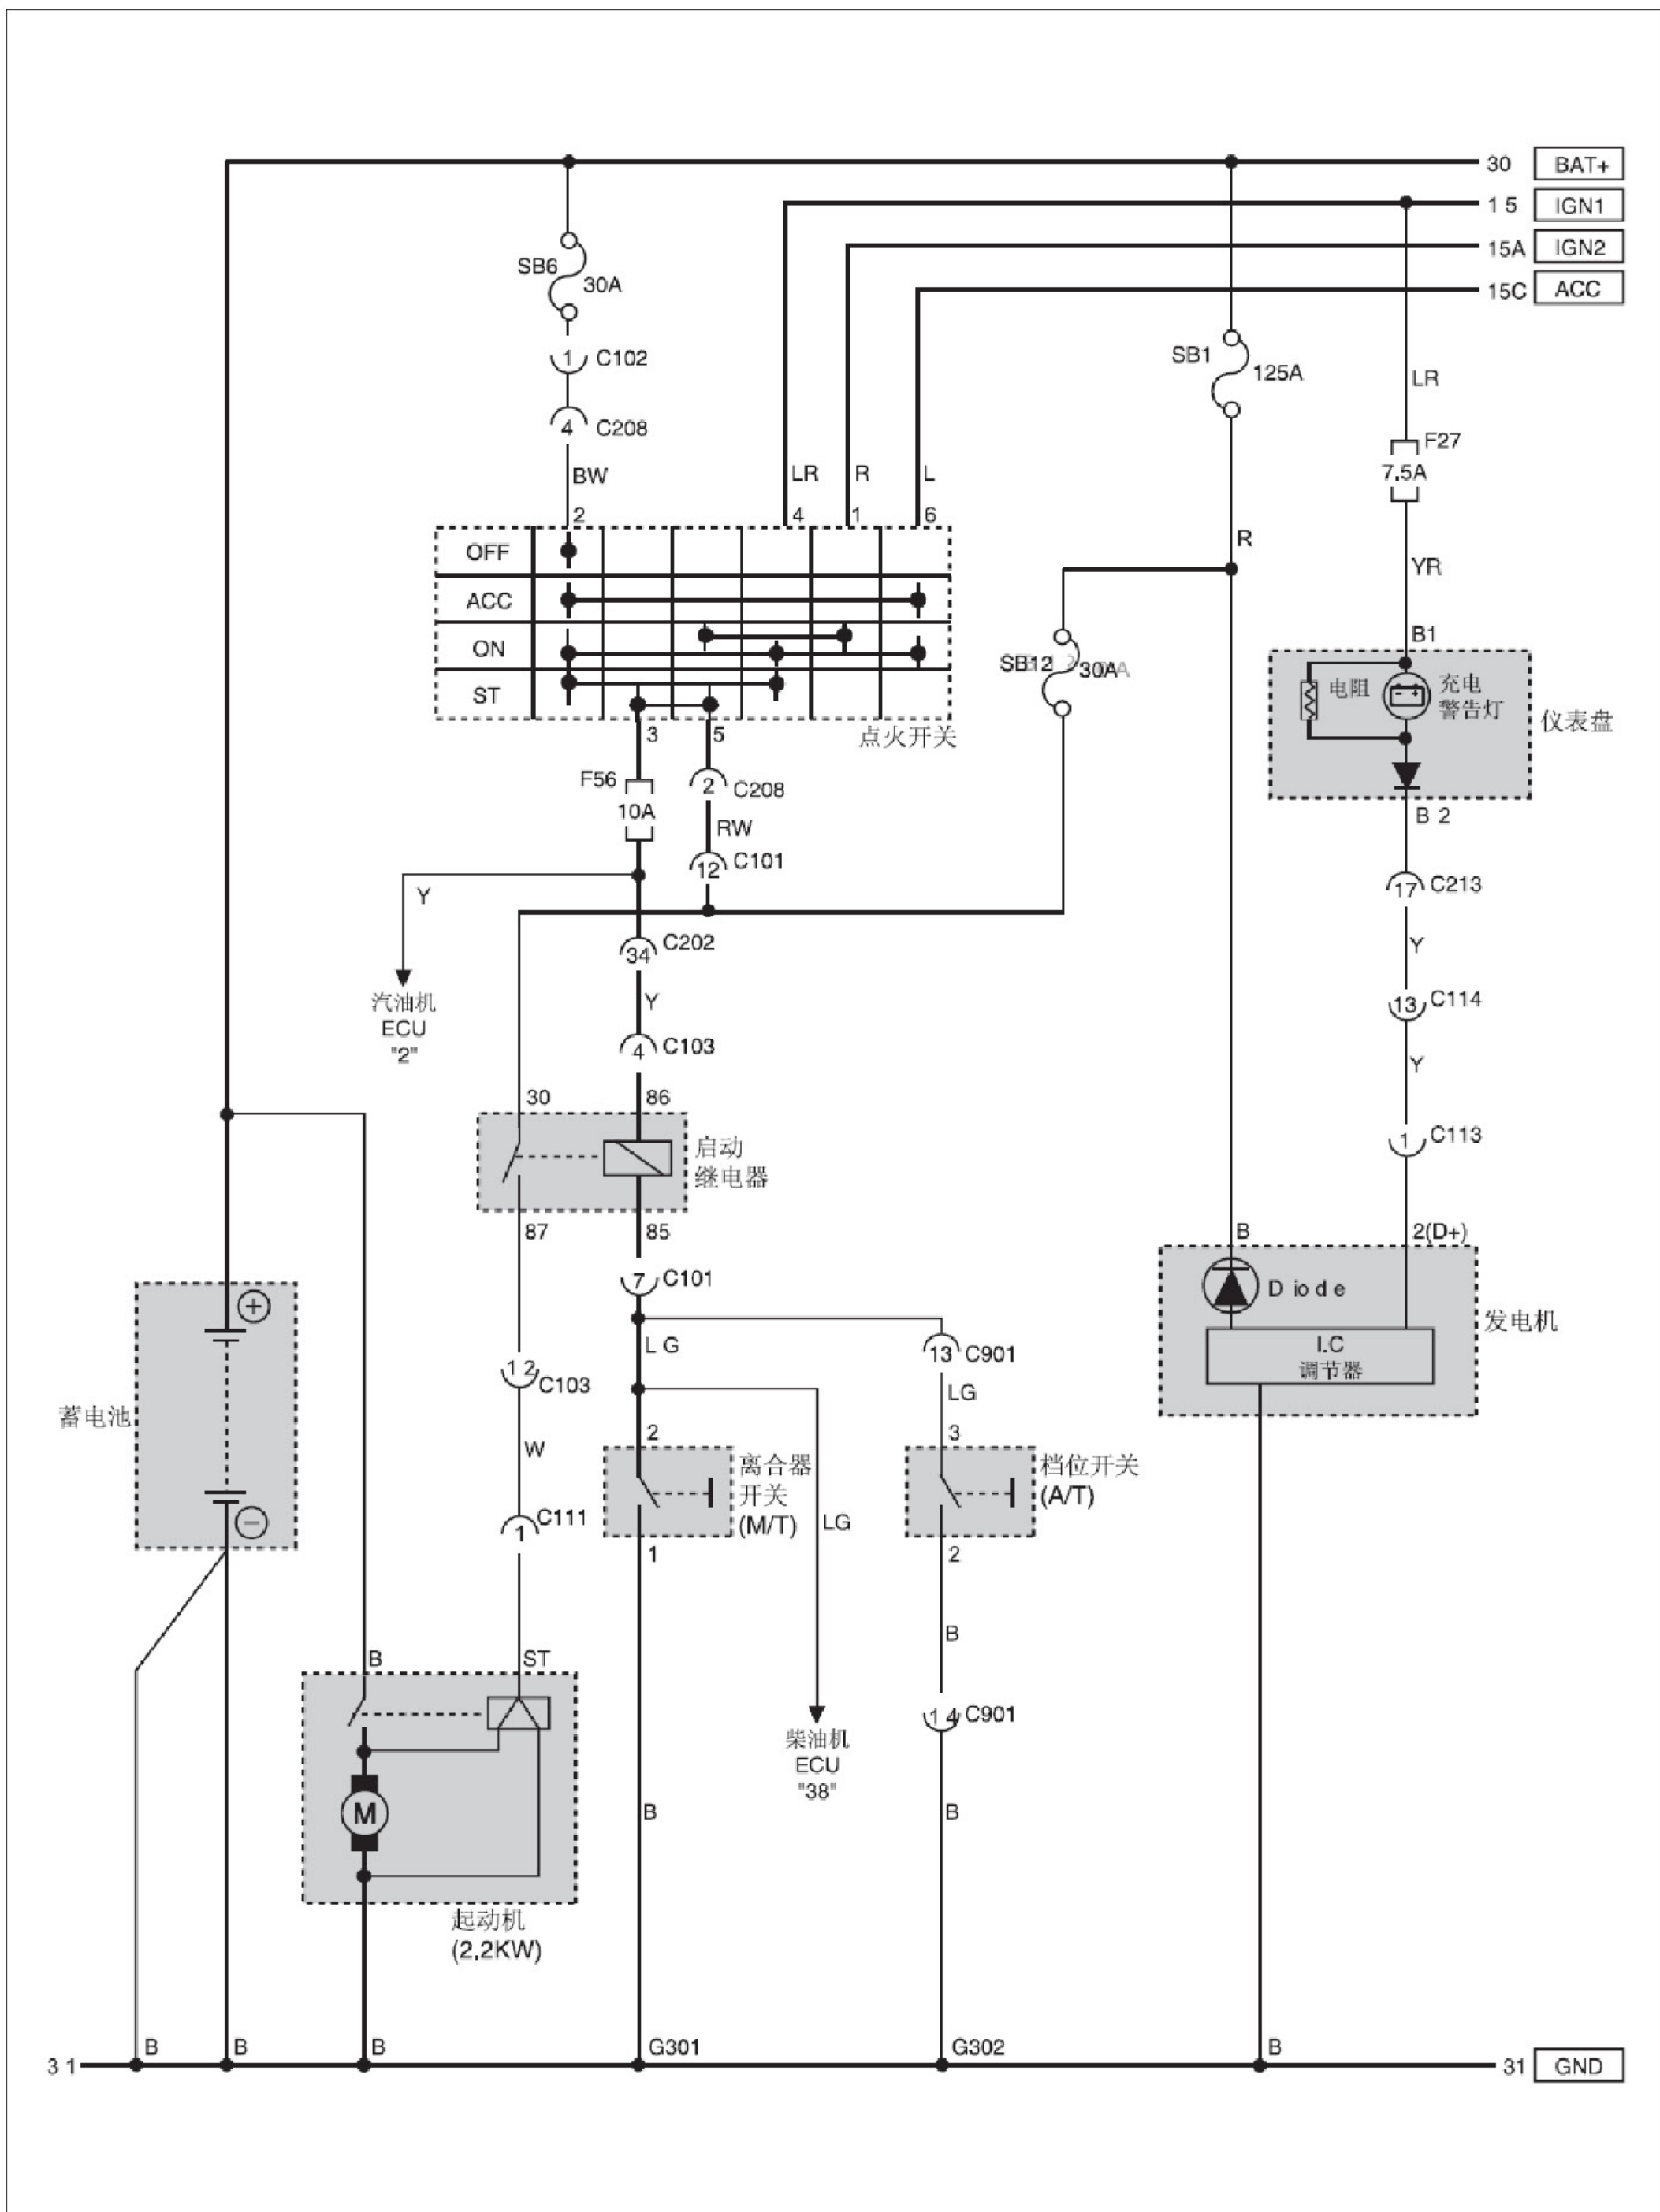 30 BAT+
1 5 IGN1
15A IGN2
15C ACC
SB6
30A
1 C102
4 C208
BW
2
LR
4
R
1
L
6
SB1
125A
LR
F27
7.5A
R
YR
OFF
ACC
ON
ST
点火开关
3
5
SB12
30A
B1
电阻
充电
警告灯
仪表盘
B 2
F56
10A
2 C208
RW
12 C101
Y
汽油机
ECU
"2"
34 C202
Y
4 C103
17 C213
Y
13 C114
Y
1 C113
30
86
启动
继电器
87
85
7 C101
L G
13 C901
LG
B
2(D+)
D io d e
发电机
I.C
调节器
+
蓄电池
−
1 2 C103
W
1 C111
2
离合器
开关
(M/T)
1
LG
3
档位开关
(A/T)
2
B
1 4 C901
B
柴油机
ECU
"38"
B
B
ST
M
起动机
(2,2KW)
3 1
B
B
B
G301
G302
B
31 GND